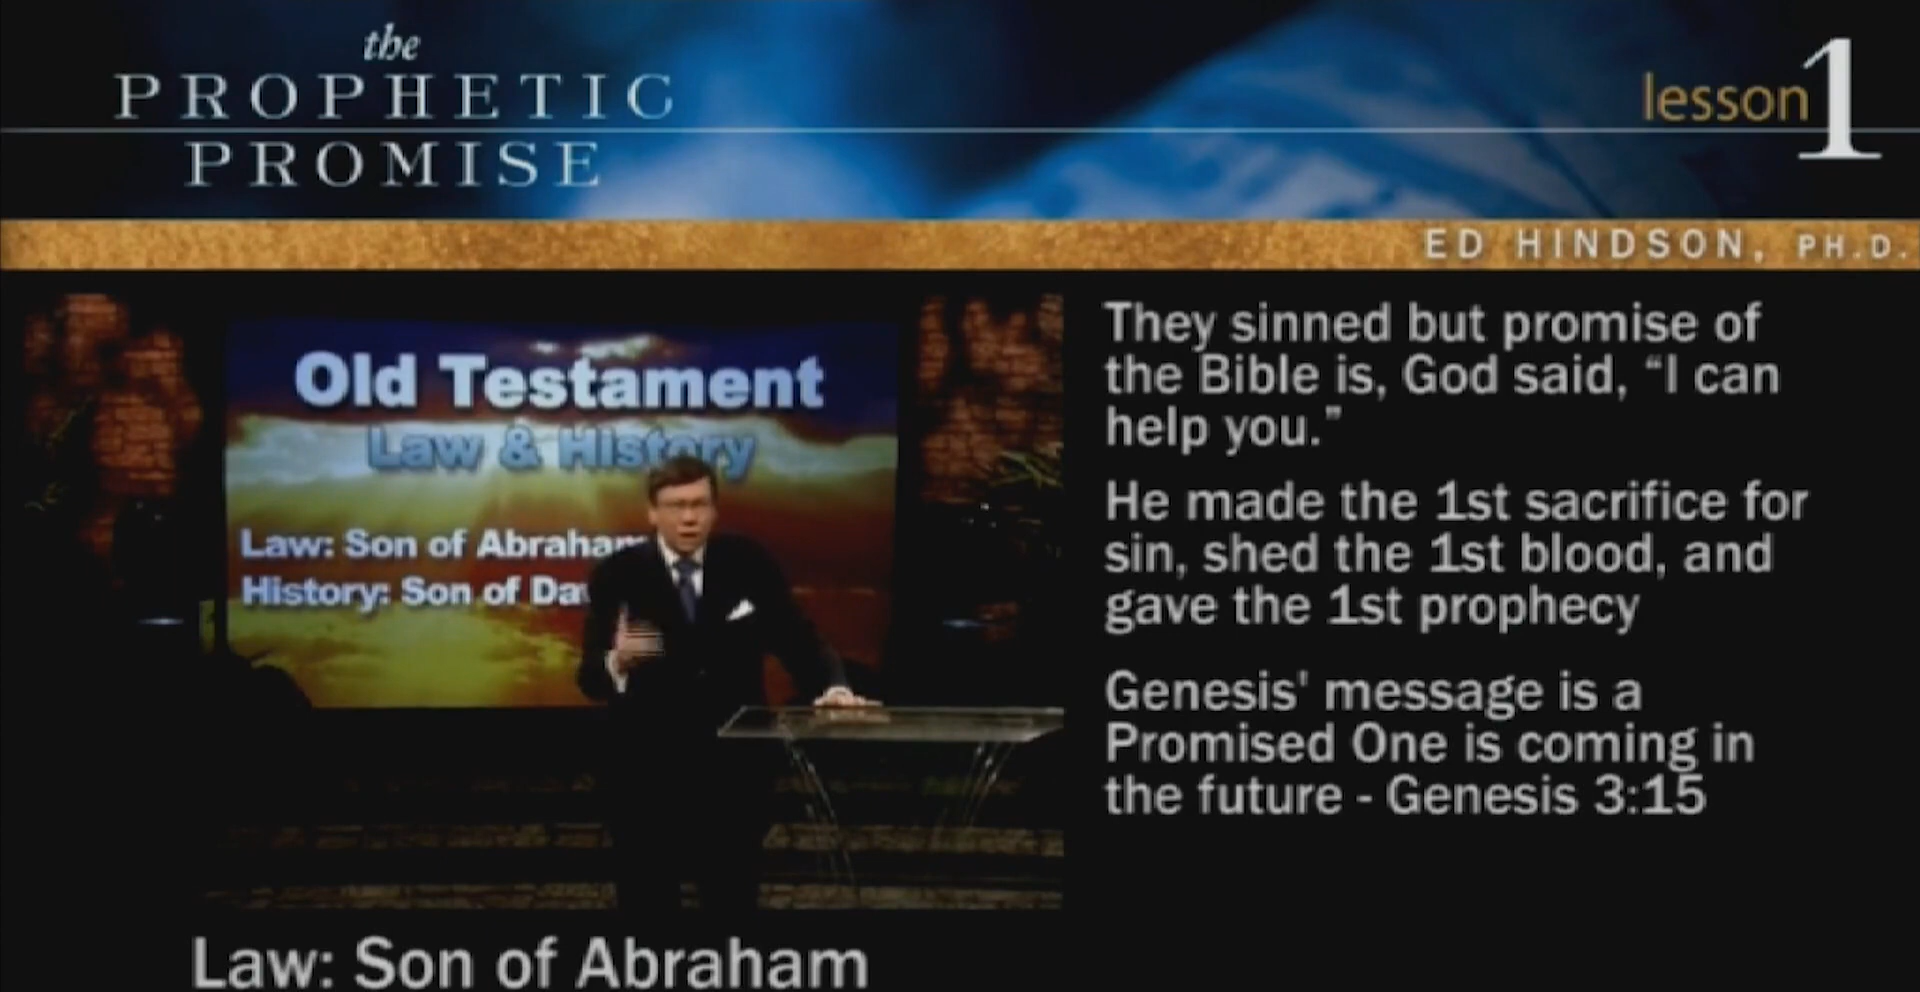 the
PROPHETIC
PROMISE
lesson 1
ED HINDSON, PH.D.
Old Testament
Law & History
Law: Son of Abraham
History: Son of Da
They sinned but promise of
the Bible is, God said, “I can
help you.”
He made the 1st sacrifice for
sin, shed the 1st blood, and
gave the 1st prophecy
Genesis' message is a
Promised One is coming in
the future - Genesis 3:15
Law: Son of Abraham